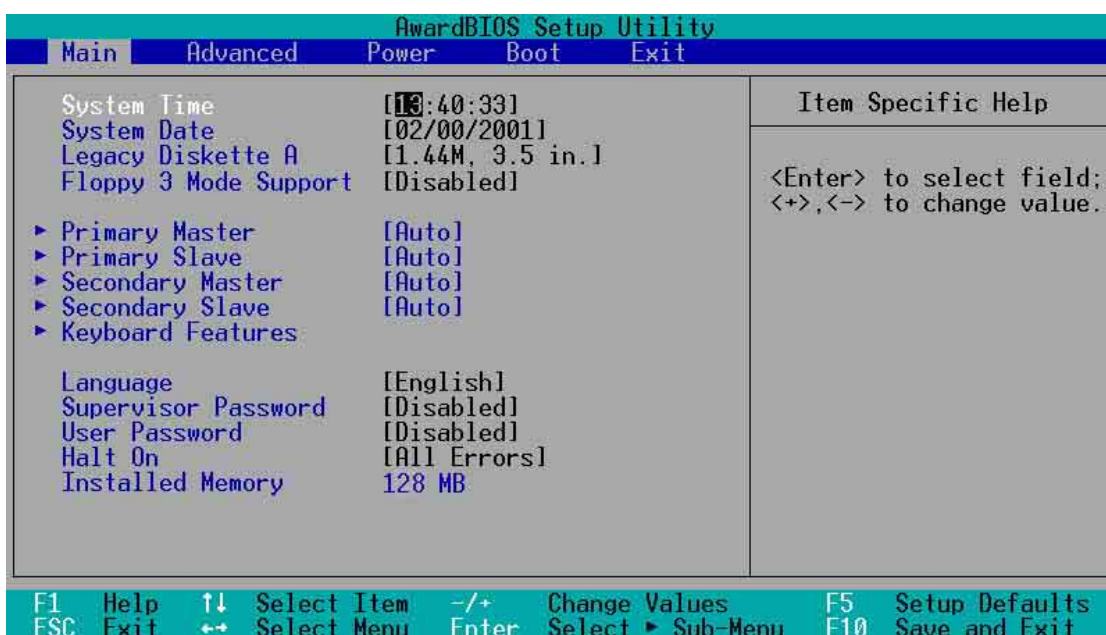 AwardBIOS Setup Utility
Main Advanced Power Boot Exit
System Time [13:40:33]
System Date [02/00/2001]
Legacy Diskette A [1.44M, 3.5 in.]
Floppy 3 Mode Support [Disabled]
▶ Primary Master [Auto]
▶ Primary Slave [Auto]
▶ Secondary Master [Auto]
▶ Secondary Slave [Auto]
▶ Keyboard Features
Language [English]
Supervisor Password [Disabled]
User Password [Disabled]
Halt On [All Errors]
Installed Memory 128 MB
Item Specific Help
<Enter> to select field;
<+>,<-> to change value.
F1 Help ↑↓ Select Item -/+ Change Values F5 Setup Defaults
ESC Exit ←→ Select Menu Enter Select ▶ Sub-Menu F10 Save and Exit